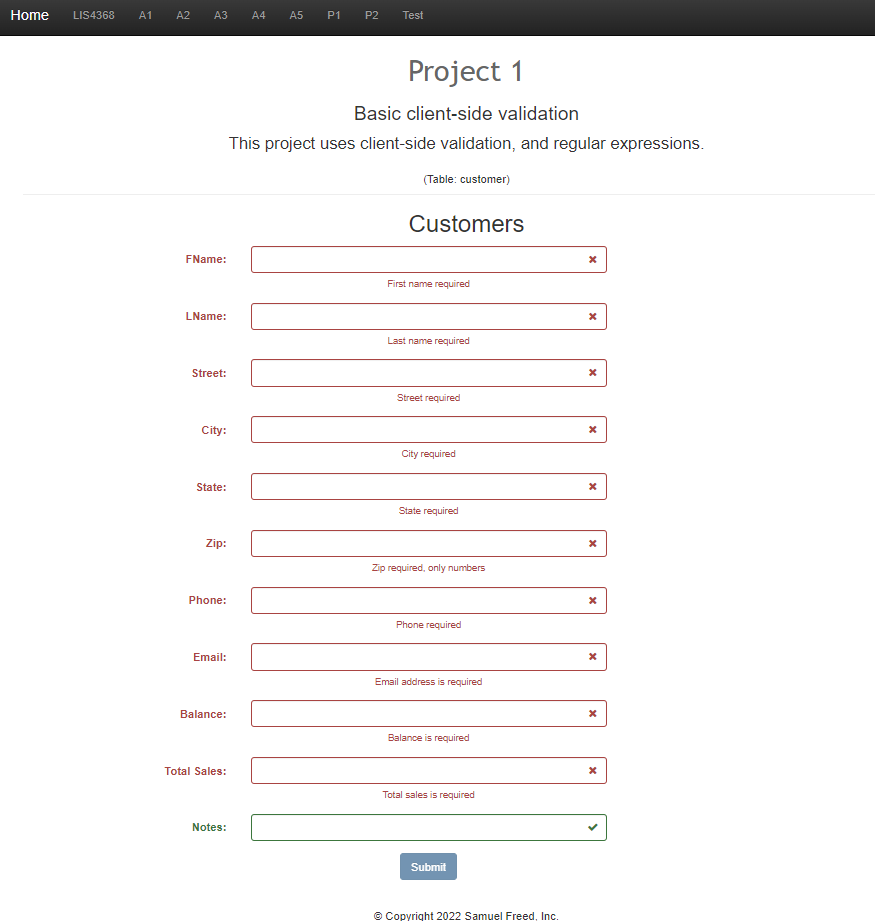 Home LIS4368 A1 A2 A3 A4 A5 P1 P2 Test
Project 1
Basic client-side validation
This project uses client-side validation, and regular expressions.
(Table: customer)
Customers
FName:
First name required
LName:
Last name required
Street:
Street required
City:
City required
State:
State required
Zip:
Zip required, only numbers
Phone:
Phone required
Email:
Email address is required
Balance:
Balance is required
Total Sales:
Total sales is required
Notes:
Submit
© Copyright 2022 Samuel Freed, Inc.